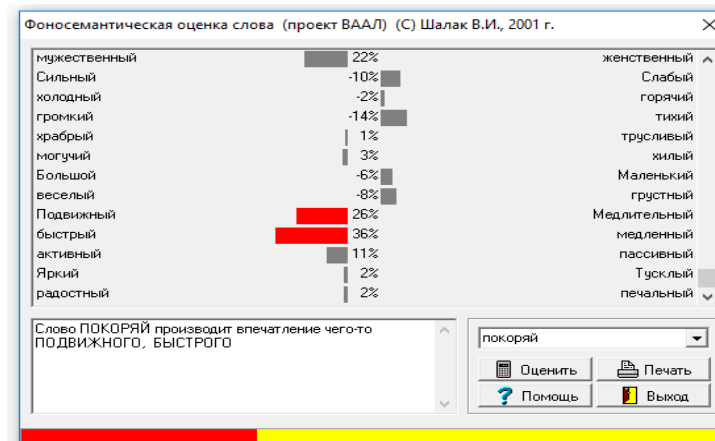 Фоносемантическая оценка слова (проект ВААЛ) (С) Шалак В.И., 2001 г.
мужественный 22% женственный
Сильный -10% Слабый
холодный -2% горячий
громкий -14% тихий
храбрый 1% трусливый
могучий 3% хилый
Большой -6% Маленький
веселый -8% грустный
Подвижный 26% Медлительный
быстрый 36% медленный
активный 11% пассивный
Яркий 2% Тусклый
радостный 2% печальный
Слово ПОКОРЯЙ производит впечатление чего-то
ПОДВИЖНОГО, БЫСТРОГО
покоряй
Оценить Печать
Помощь Выход